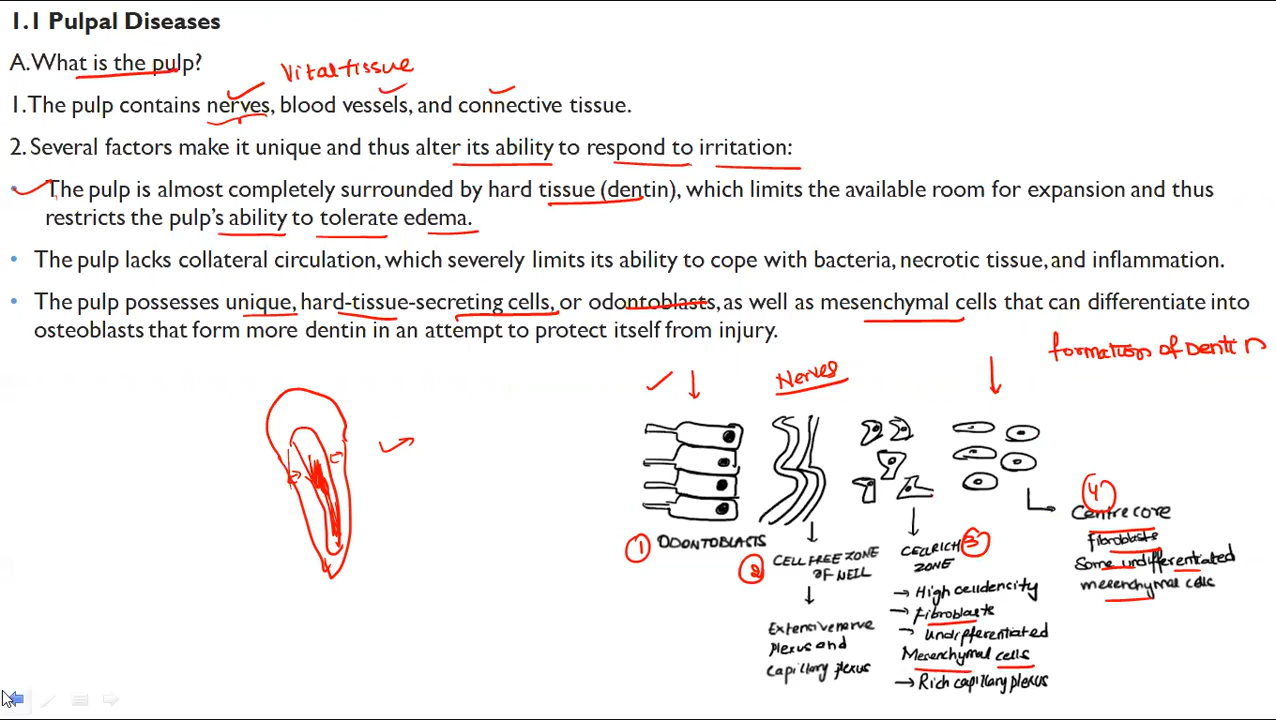 1.1 Pulpal Diseases
A.What is the pulp?
Vital tissue
1.The pulp contains nerves, blood vessels, and connective tissue.
2. Several factors make it unique and thus alter its ability to respond to irritation:
• The pulp is almost completely surrounded by hard tissue (dentin), which limits the available room for expansion and thus
restricts the pulp's ability to tolerate edema.
• The pulp lacks collateral circulation, which severely limits its ability to cope with bacteria, necrotic tissue, and inflammation.
• The pulp possesses unique, hard-tissue-secreting cells, or odontoblasts, as well as mesenchymal cells that can differentiate into
osteoblasts that form more dentin in an attempt to protect itself from injury.
formation of Dentin
Nerves
1 ODONTOBLASTS
2 CELL FREE ZONE
OF WEIL
Extensive nerve
plexus and
capillary plexus
CELL RICH 3
ZONE
→ High cell dencity
→ Fibroblasts
→ undifferentiated
Mesenchymal cells
→ Rich capillary plexus
4
Centre core
fibroblasts
Some undifferentiated
mesenchymal cells